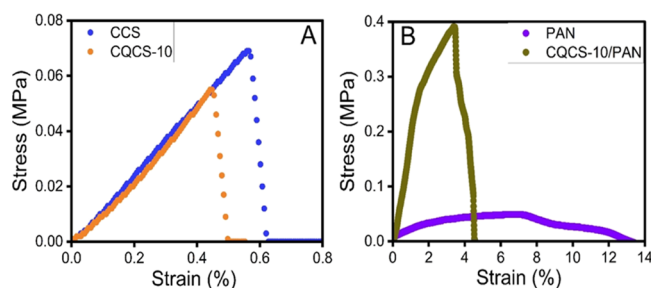 CCS
CQCS-10
A
Stress (MPa)
0.08
0.06
0.04
0.02
0.00
0.0 0.2 0.4 0.6 0.8
Strain (%)
B
PAN
CQCS-10/PAN
Stress (MPa)
0.4
0.3
0.2
0.1
0.0
0 2 4 6 8 10 12 14
Strain (%)